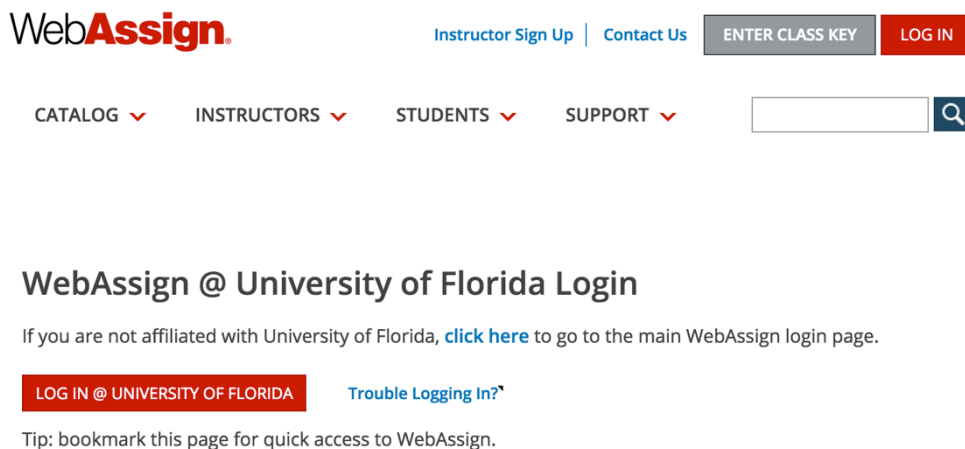 WebAssign®
Instructor Sign Up | Contact Us ENTER CLASS KEY LOG IN
CATALOG INSTRUCTORS STUDENTS SUPPORT
WebAssign @ University of Florida Login
If you are not affiliated with University of Florida, click here to go to the main WebAssign login page.
LOG IN @ UNIVERSITY OF FLORIDA Trouble Logging In?
Tip: bookmark this page for quick access to WebAssign.